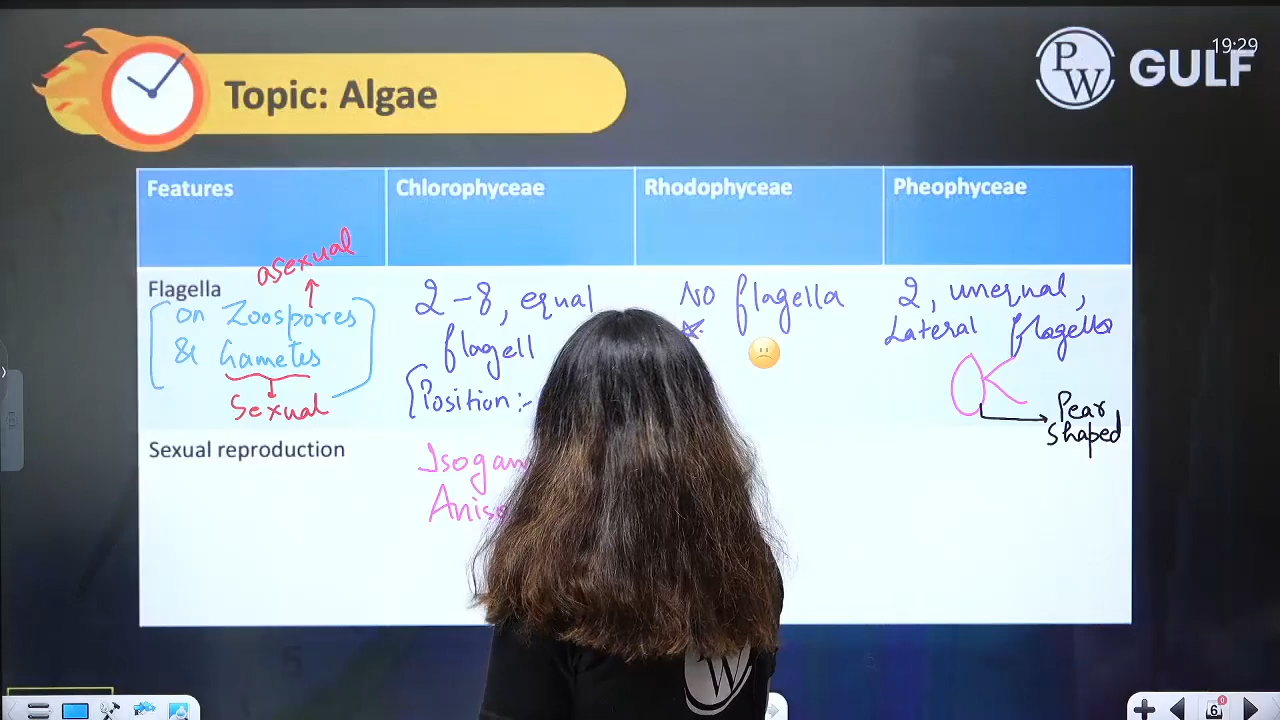 19:29
PW GULF
Topic: Algae
Features
Chlorophyceae
Rhodophyceae
Pheophyceae
asexual
Flagella
on Zoospores
& Gametes
Sexual
2-8, equal
flagell
Position :-
No flagella
2, unequal,
Lateral flagella
Pear
Shaped
Sexual reproduction
Isogam
Aniso
PW
6